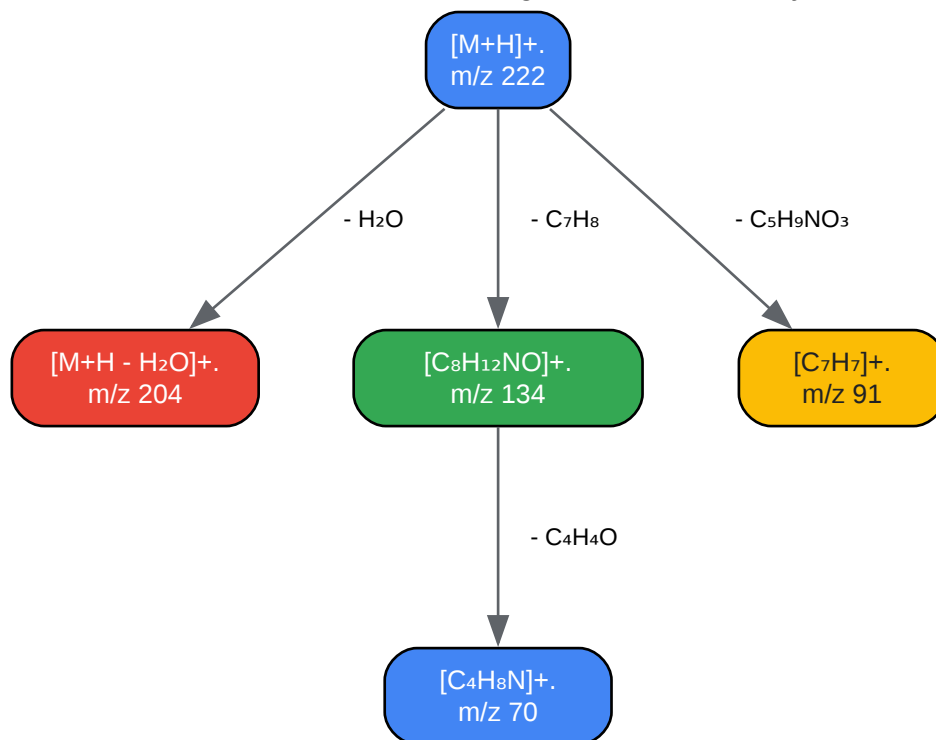 [M+H]+.
m/z 222
- H₂O
- C₇H₈
- C₅H₉NO₃
[M+H - H₂O]+.
m/z 204
[C₈H₁₂NO]+.
m/z 134
[C₇H₇]+.
m/z 91
- C₄H₄O
[C₄H₈N]+.
m/z 70